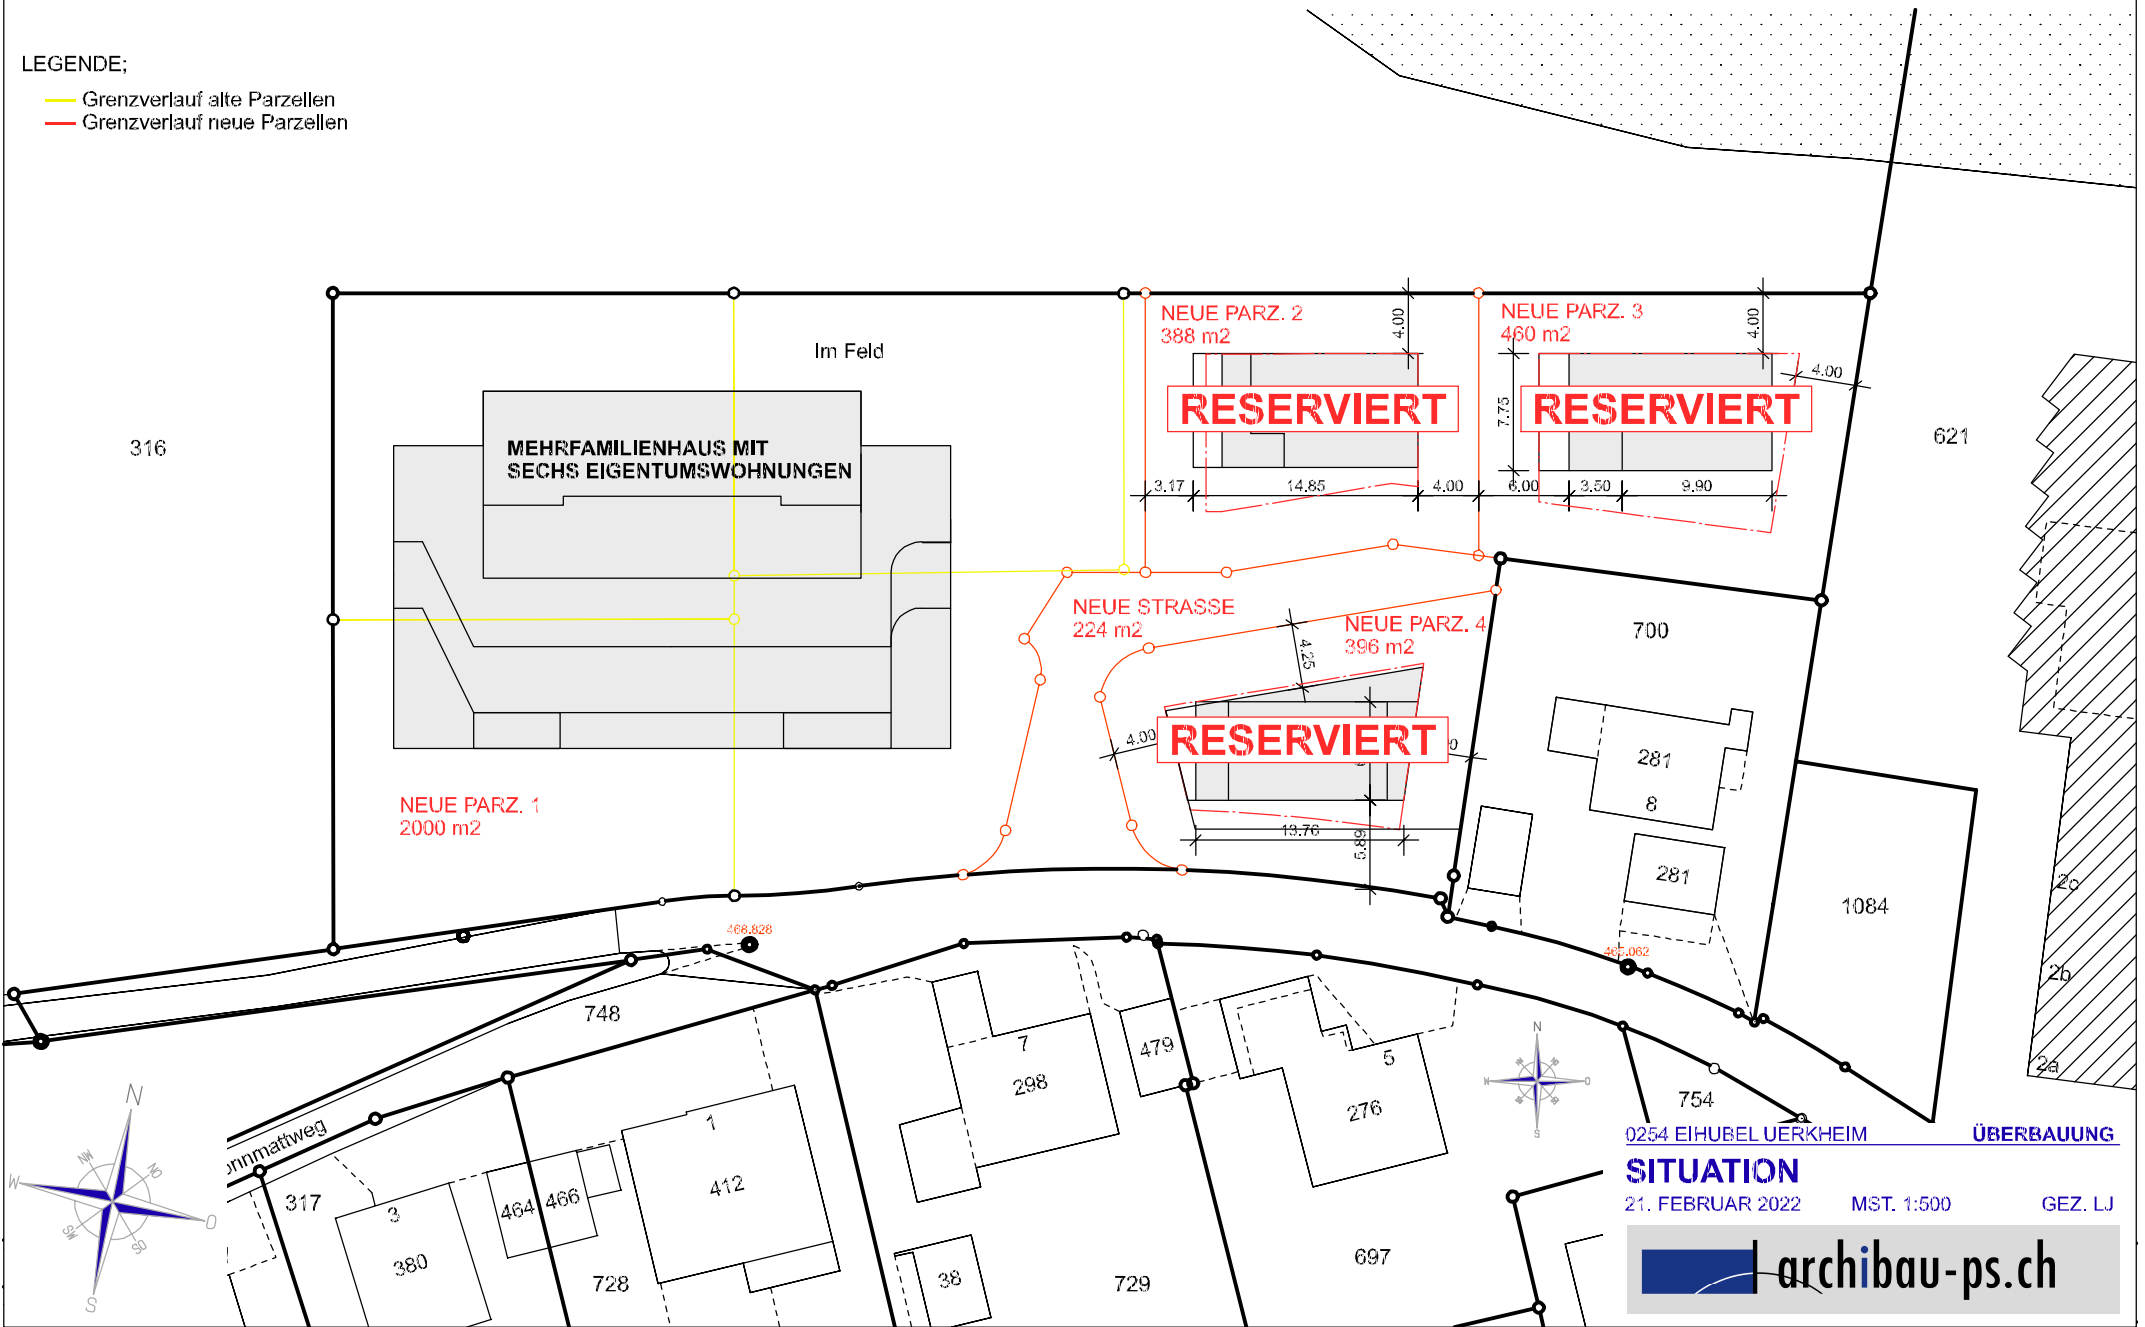 LEGENDE;
Grenzverlauf alte Parzellen
Grenzverlauf neue Parzellen
NEUE PARZ. 2
388 m2
4.00
NEUE PARZ. 3
460 m2
4.00
Im Feld
4.00
RESERVIERT
7.75
RESERVIERT
316
MEHRFAMILIENHAUS MIT
SECHS EIGENTUMSWOHNUNGEN
621
3.17
14.85
4.00
6.00
3.50
9.90
NEUE STRASSE
224 m2
NEUE PARZ. 4
396 m2
4.25
700
4.00
RESERVIERT
281
8
NEUE PARZ. 1
2000 m2
13.76
5.89
281
2c
1084
468.828
2b
748
7
298
479
5
276
754
2a
N
NW
NO
W
O
SW
SO
S
N
W
O
S
317
3
380
464
466
1
412
728
38
729
697
0254 EIHUBEL UERKHEIM
ÜBERBAUUNG
SITUATION
21. FEBRUAR 2022
MST. 1:500
GEZ. LJ
archibau-ps.ch